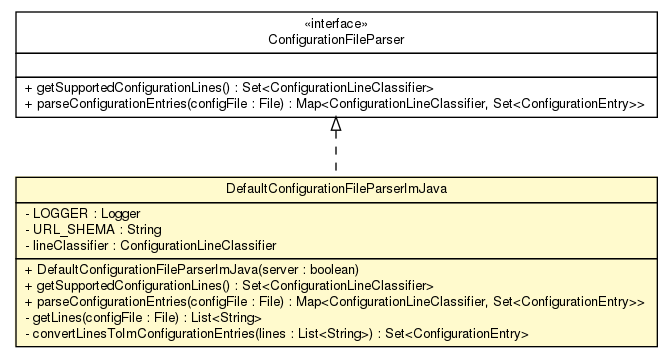 «interface»
ConfigurationFileParser
+ getSupportedConfigurationLines() : Set<ConfigurationLineClassifier>
+ parseConfigurationEntries(configFile : File) : Map<ConfigurationLineClassifier, Set<ConfigurationEntry>>
DefaultConfigurationFileParserImJava
- LOGGER : Logger
- URL_SHEMA : String
- lineClassifier : ConfigurationLineClassifier
+ DefaultConfigurationFileParserImJava(server : boolean)
+ getSupportedConfigurationLines() : Set<ConfigurationLineClassifier>
+ parseConfigurationEntries(configFile : File) : Map<ConfigurationLineClassifier, Set<ConfigurationEntry>>
- getLines(configFile : File) : List<String>
- convertLinesToImConfigurationEntries(lines : List<String>) : Set<ConfigurationEntry>